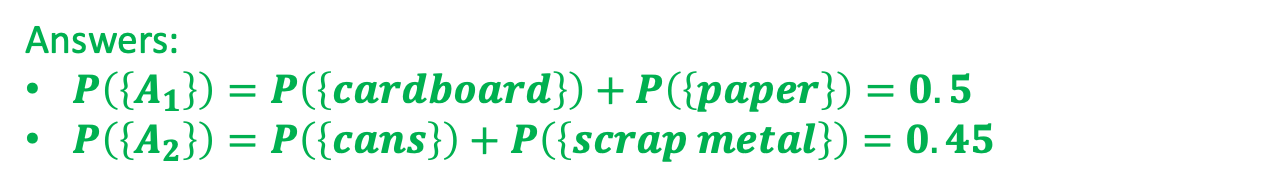 Answers:
• P({A₁}) = P({cardboard}) + P({paper}) = 0.5
• P({A₂}) = P({cans}) + P({scrap metal}) = 0.45